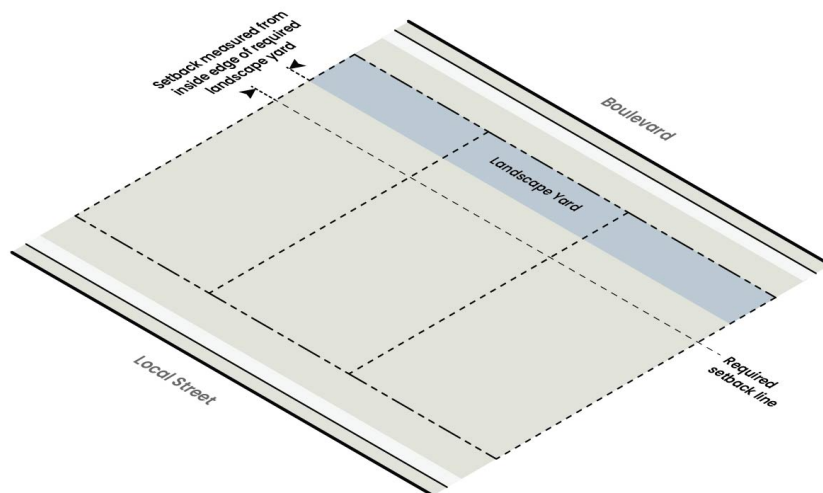 Setback measured from
inside edge of required
landscape yard
Boulevard
Landscape Yard
Required
setback line
Local Street